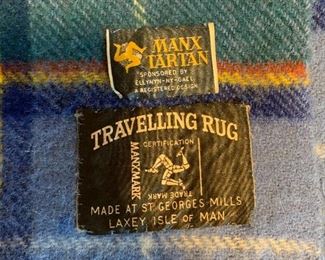 MANX
TARTAN
SPONSORED BY
ELLYNYN-NY-GAEL
A REGISTERED DESIGN
TRAVELLING RUG
CERTIFICATION
MANXMARK
TRADE MARK
MADE AT ST GEORGES MILLS
LAXEY ISLE OF MAN